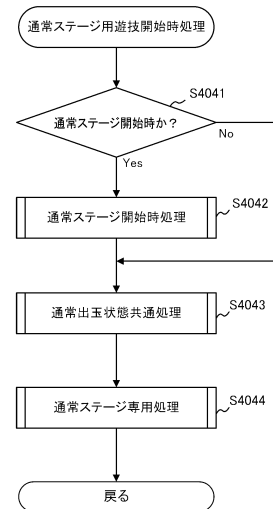 通常ステージ用遊技開始時処理
S4041
通常ステージ開始時か？
No
Yes
S4042
通常ステージ開始時処理
S4043
通常出玉状態共通処理
S4044
通常ステージ専用処理
戻る